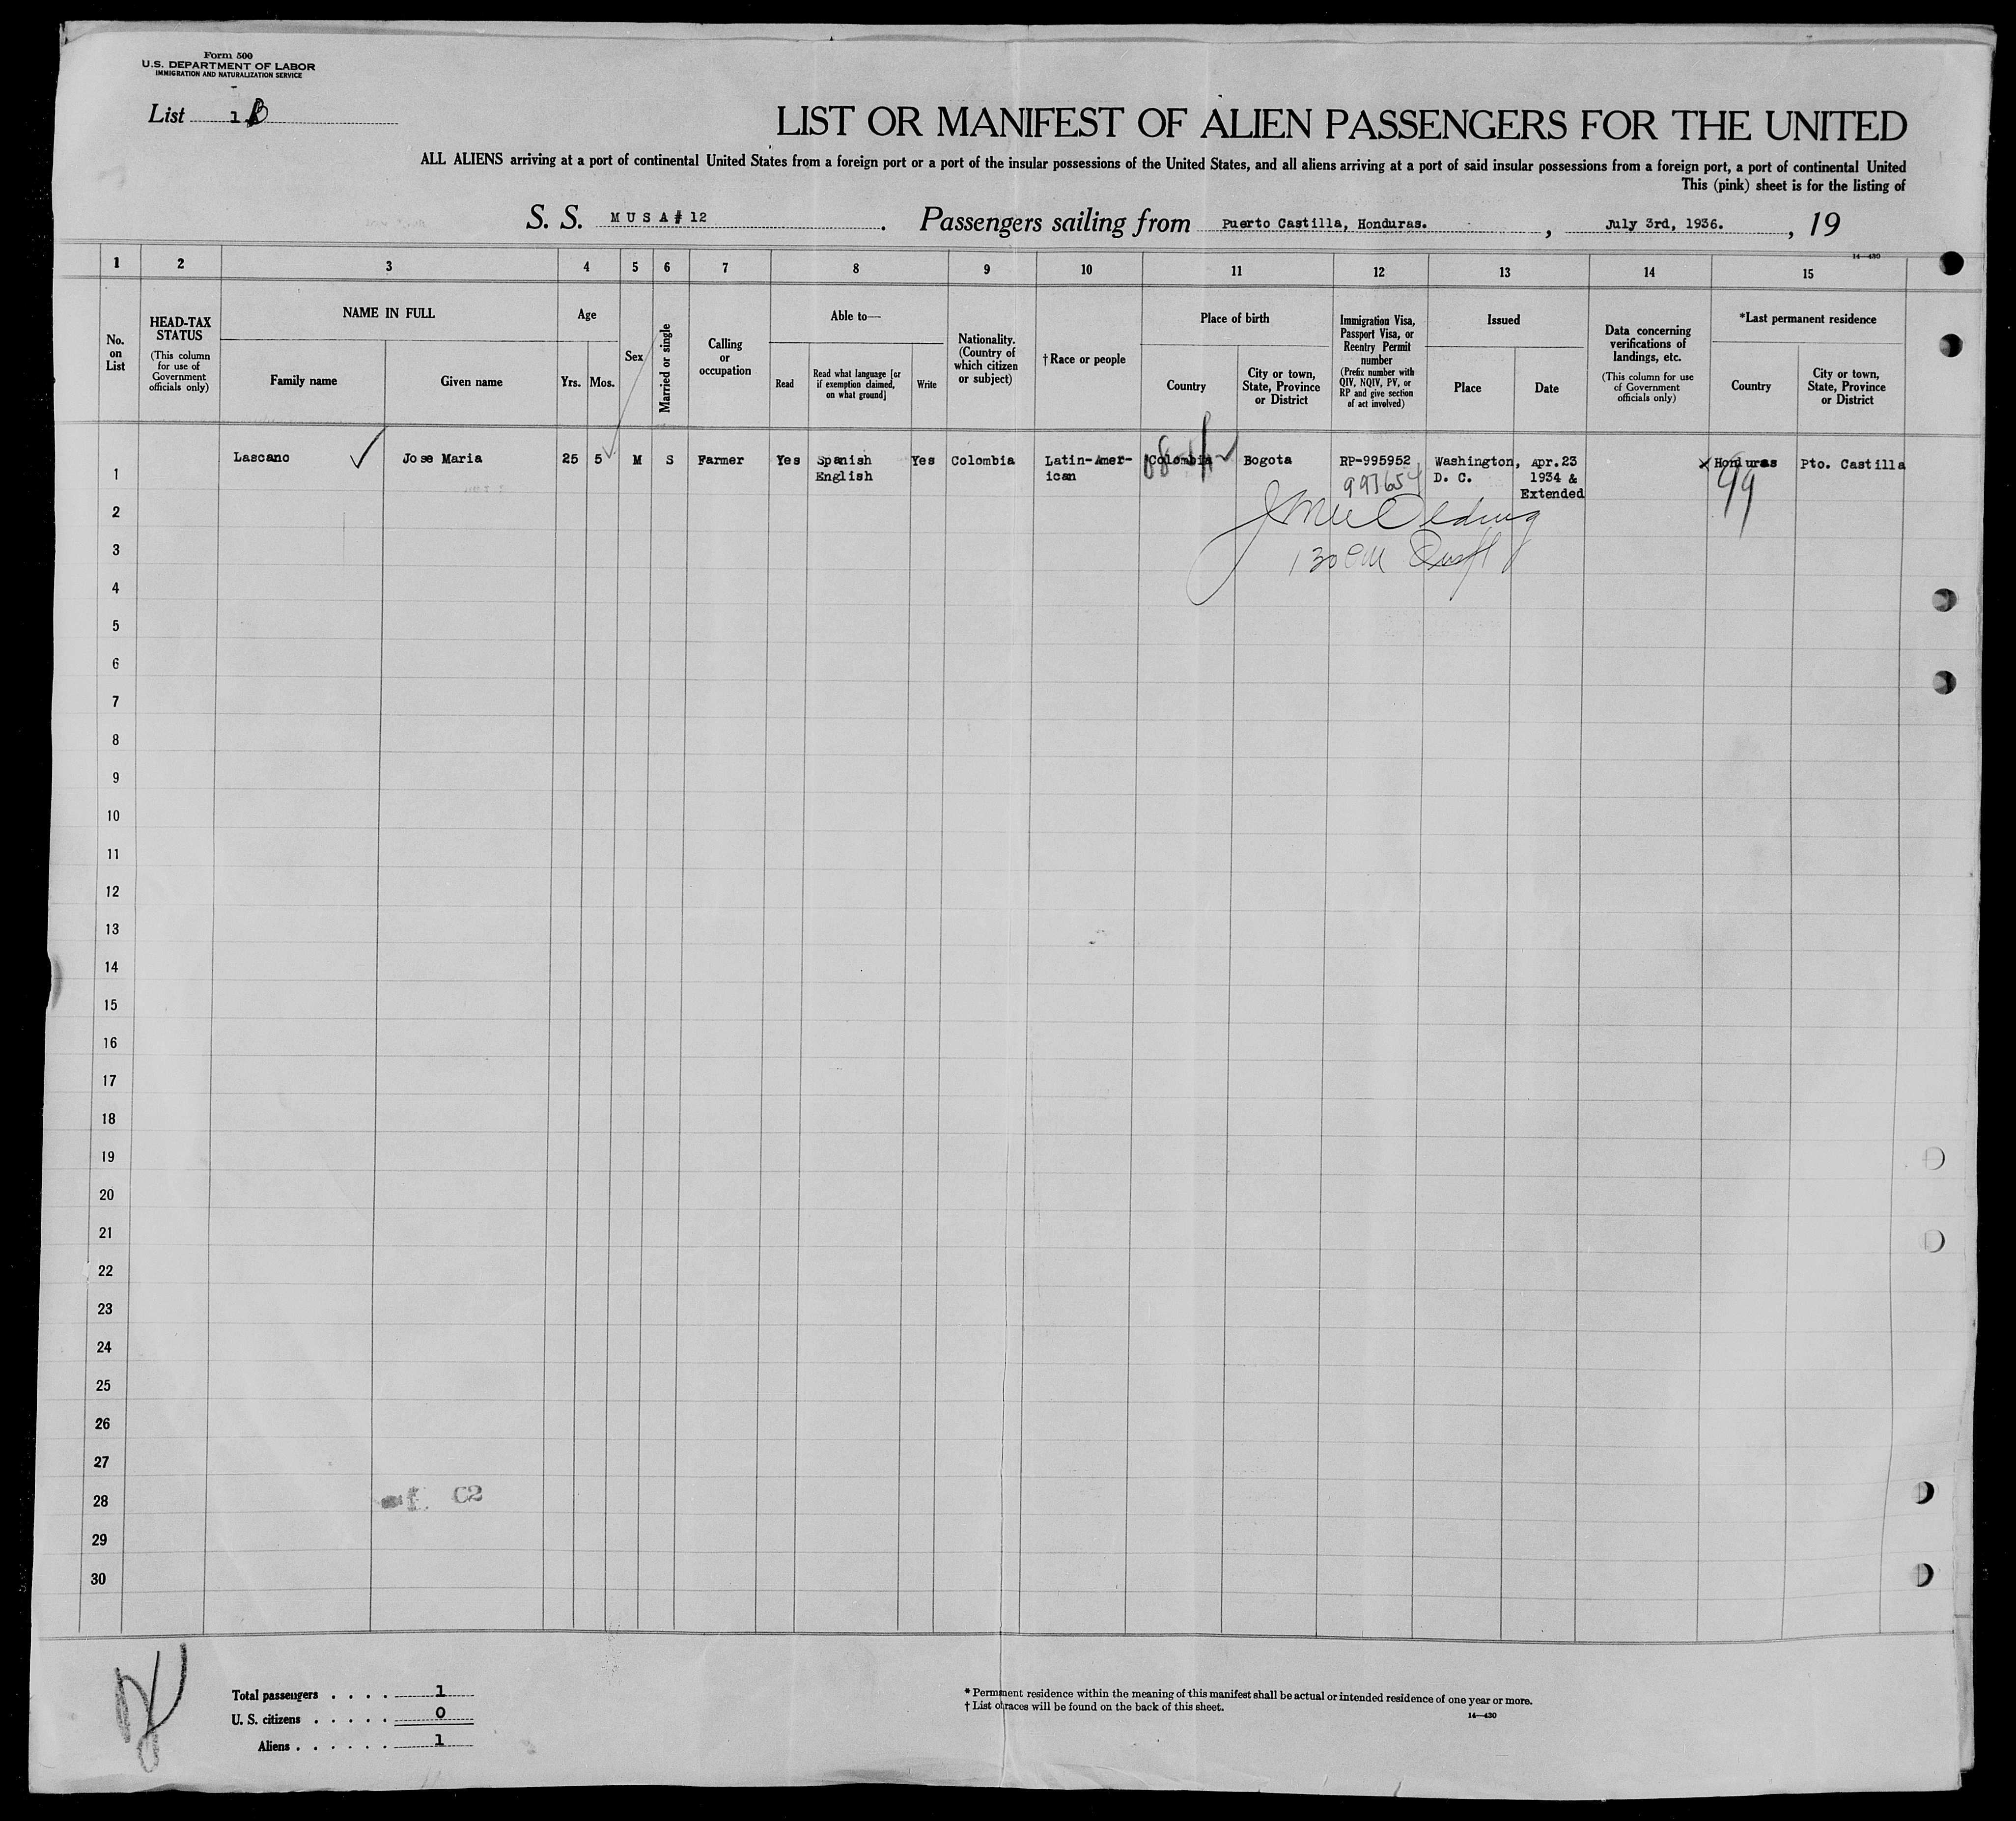 Form 500
U.S. DEPARTMENT OF LABOR
IMMIGRATION AND NATURALIZATION SERVICE
List 1 B
LIST OR MANIFEST OF ALIEN PASSENGERS FOR THE UNITED
ALL ALIENS arriving at a port of continental United States from a foreign port or a port of the insular possessions of the United States, and all aliens arriving at a port of said insular possessions from a foreign port, a port of continental United
This (pink) sheet is for the listing of
S. S. MUSA # 12. Passengers sailing from Puerto Castilla, Honduras., July 3rd, 1936., 19
14—430
1 2 3 4 5 6 7 8 9 10 11 12 13 14 15
No. on List
HEAD-TAX STATUS
(This column for use of Government officials only)
NAME IN FULL
Family name
Given name
Age
Yrs.
Mos.
Sex
Married or single
Calling or occupation
Able to—
Read
Read what language [or if exemption claimed, on what ground]
Write
Nationality. (Country of which citizen or subject)
†Race or people
Place of birth
Country
City or town, State, Province or District
Immigration Visa, Passport Visa, or Reentry Permit number
(Prefix number with QIV, NQIV, PV, or RP and give section of act involved)
Issued
Place
Date
Data concerning verifications of landings, etc.
(This column for use of Government officials only)
*Last permanent residence
Country
City or town, State, Province or District
1 Lascano Jose Maria 25 5 M S Farmer Yes Spanish English Yes Colombia Latin-Amer-ican Colombia Bogota RP-995952 Washington, D. C. Apr. 23 1934 & Extended Honduras Pto. Castilla
993654
99
2
3
4
5
6
7
8
9
10
11
12
13
14
15
16
17
18
19
20
21
22
23
24
25
26
27
28
C2
29
30
Total passengers . . . . 1
U. S. citizens . . . . . 0
Aliens . . . . . . 1
* Permanent residence within the meaning of this manifest shall be actual or intended residence of one year or more.
† List of races will be found on the back of this sheet.
14—430